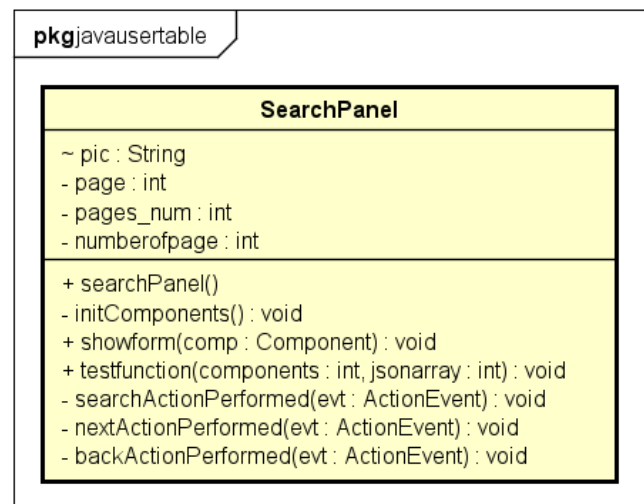 pkgjavausertable
SearchPanel
~ pic : String
- page : int
- pages_num : int
- numberofpage : int
+ searchPanel()
- initComponents() : void
+ showform(comp : Component) : void
+ testfunction(components : int, jsonarray : int) : void
- searchActionPerformed(evt : ActionEvent) : void
- nextActionPerformed(evt : ActionEvent) : void
- backActionPerformed(evt : ActionEvent) : void